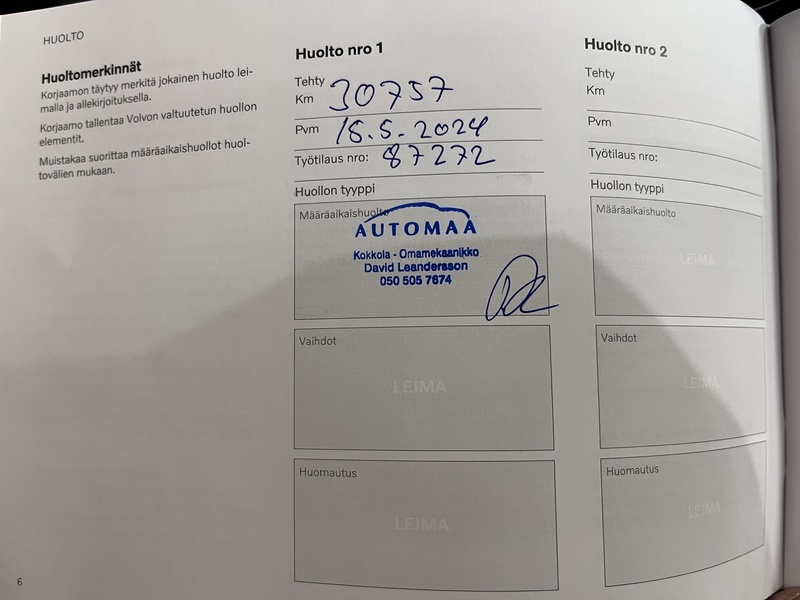 HUOLTO
Huoltomerkinnät
Korjaamon täytyy merkitä jokainen huolto lei-
malla ja allekirjoituksella.
Korjaamo tallentaa Volvon valtuutetun huollon
elementit.
Muistakaa suorittaa määräaikaishuollot huol-
tovälien mukaan.
Huolto nro 1
Tehty
Km 30757
Pvm 15.5.2024
Työtilaus nro: 87272
Huollon tyyppi
Määräaikaishuolto
AUTOMAA
Kokkola - Omamekaanikko
David Leandersson
050 505 7674
Vaihdot
LEIMA
Huomautus
LEIMA
Huolto nro 2
Tehty
Km
Pvm
Työtilaus nro:
Huollon tyyppi
Määräaikaishuolto
LEIMA
Vaihdot
LEIMA
Huomautus
LEIMA
6